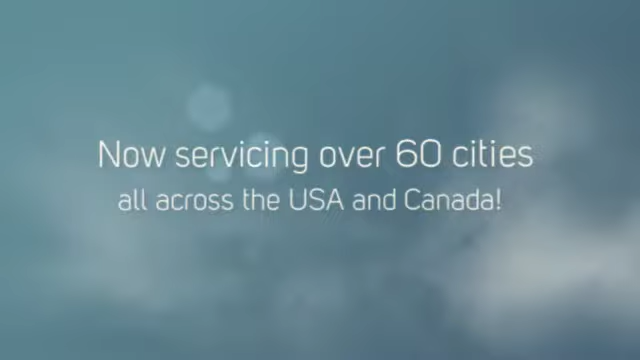 Now servicing over 60 cities
all across the USA and Canada!